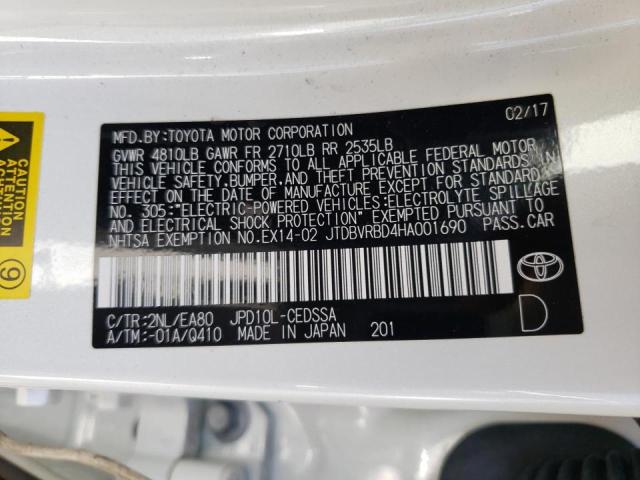 02/17
MFD.BY:TOYOTA MOTOR CORPORATION
GVWR 4810LB GAWR FR 2710LB RR 2535LB
THIS VEHICLE CONFORMS TO ALL APPLICABLE FEDERAL MOTOR
VEHICLE SAFETY,BUMPER,AND THEFT PREVENTION STANDARDS IN
EFFECT ON THE DATE OF MANUFACTURE EXCEPT FOR STANDARDS
NO. 305:"ELECTRIC-POWERED VEHICLES:ELECTROLYTE SPILLAGE
AND ELECTRICAL SHOCK PROTECTION" EXEMPTED PURSUANT TO
NHTSA EXEMPTION NO.EX14-02 JTDBVRBD4HA001690 PASS.CAR
C/TR:2NL/EA80 JPD10L-CEDSSA
A/TM:-01A/Q410 MADE IN JAPAN 201
TOYOTA
D
CAUTION
ATTENTION
9